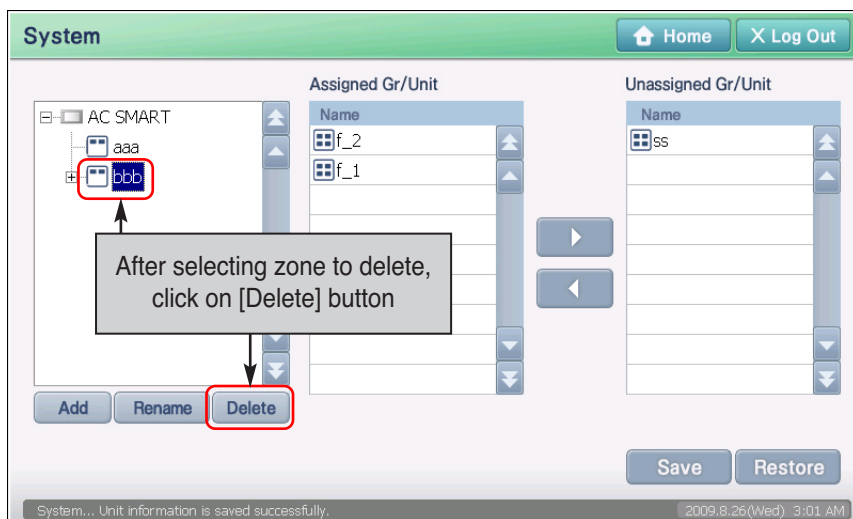 System
Home
X Log Out
Assigned Gr/Unit
Unassigned Gr/Unit
AC SMART
aaa
bbb
Name
f_2
f_1
Name
ss
After selecting zone to delete,
click on [Delete] button
Add
Rename
Delete
Save
Restore
System... Unit information is saved successfully.
2009.8.26(Wed) 3:01 AM